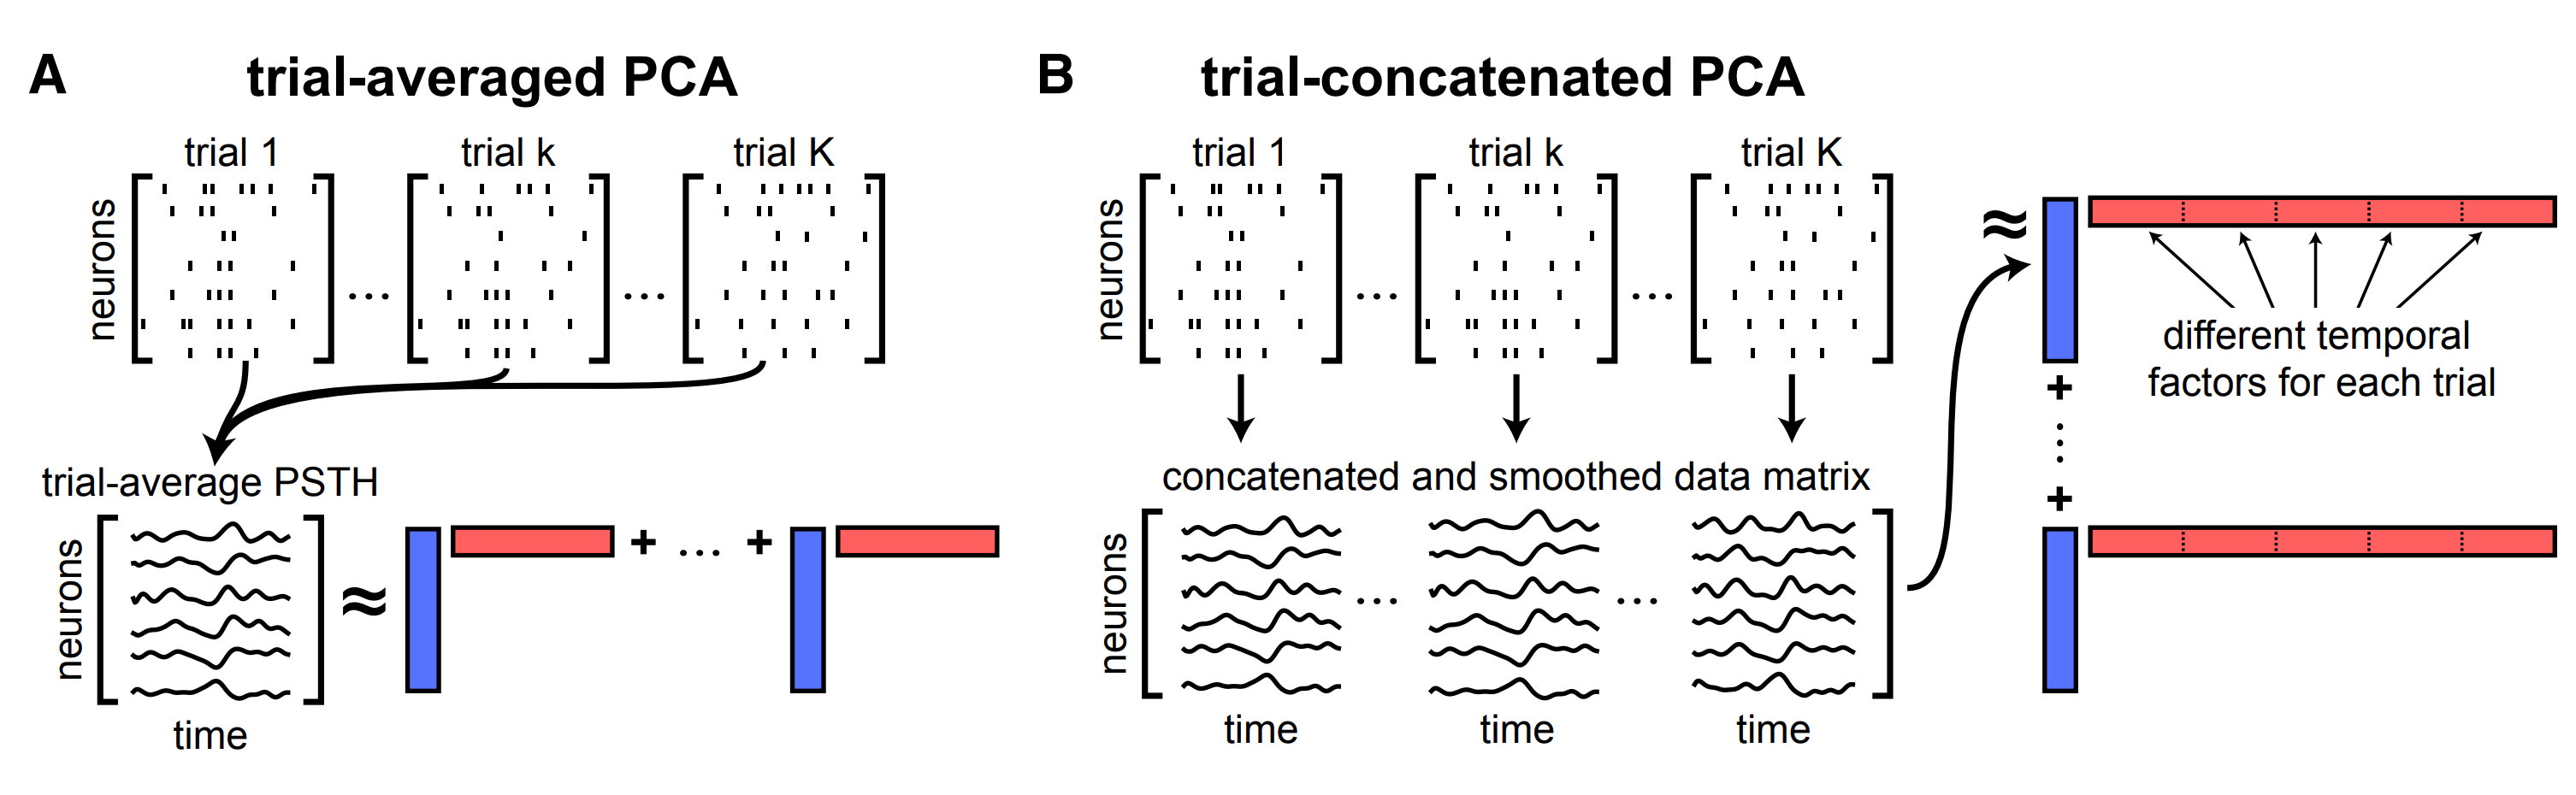 A
trial-averaged PCA
trial 1
trial k
trial K
neurons
...
...
trial-average PSTH
neurons
≈
+ ... +
time
B
trial-concatenated PCA
trial 1
trial k
trial K
neurons
...
...
concatenated and smoothed data matrix
neurons
...
...
time
time
time
≈
different temporal
factors for each trial
+
...
+